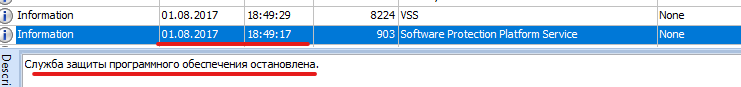 Information 01.08.2017 18:49:29 8224 VSS None
Information 01.08.2017 18:49:17 903 Software Protection Platform Service None
Descri
Служба защиты программного обеспечения остановлена.